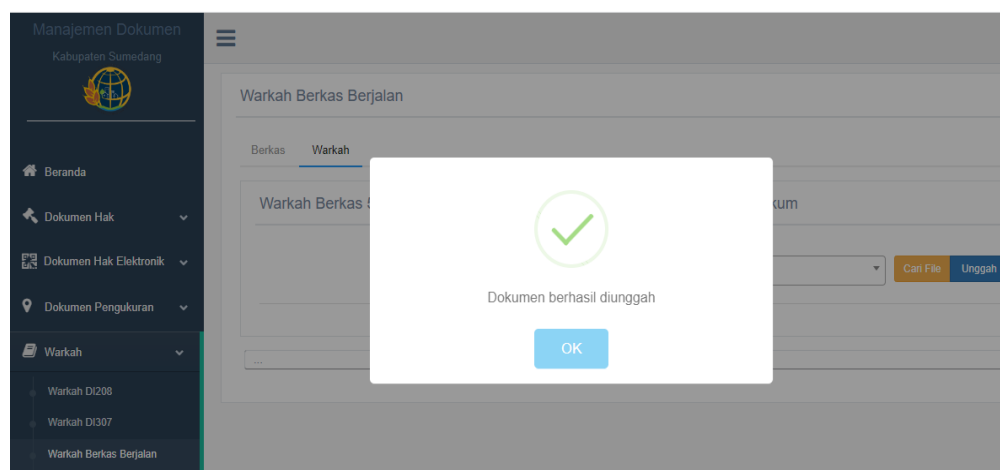 Manajemen Dokumen
Kabupaten Sumedang
Beranda
Dokumen Hak
Dokumen Hak Elektronik
Dokumen Pengukuran
Warkah
Warkah DI208
Warkah DI307
Warkah Berkas Berjalan
Warkah Berkas Berjalan
Berkas Warkah
Warkah Berkas
Cari File Unggah
...
Dokumen berhasil diunggah
OK